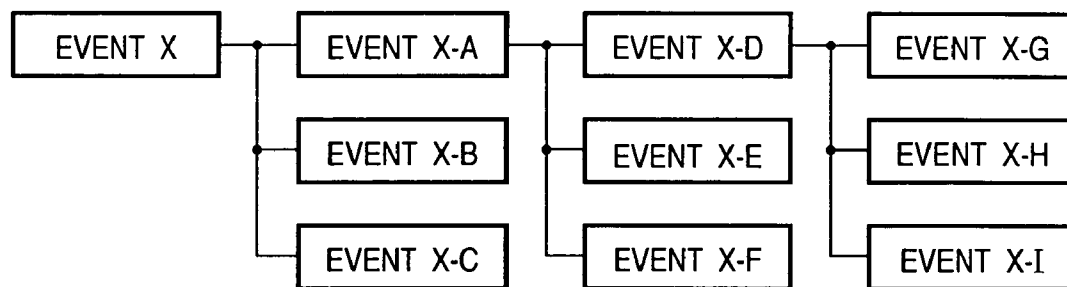 EVENT X
EVENT X-A
EVENT X-D
EVENT X-G
EVENT X-B
EVENT X-E
EVENT X-H
EVENT X-C
EVENT X-F
EVENT X-I